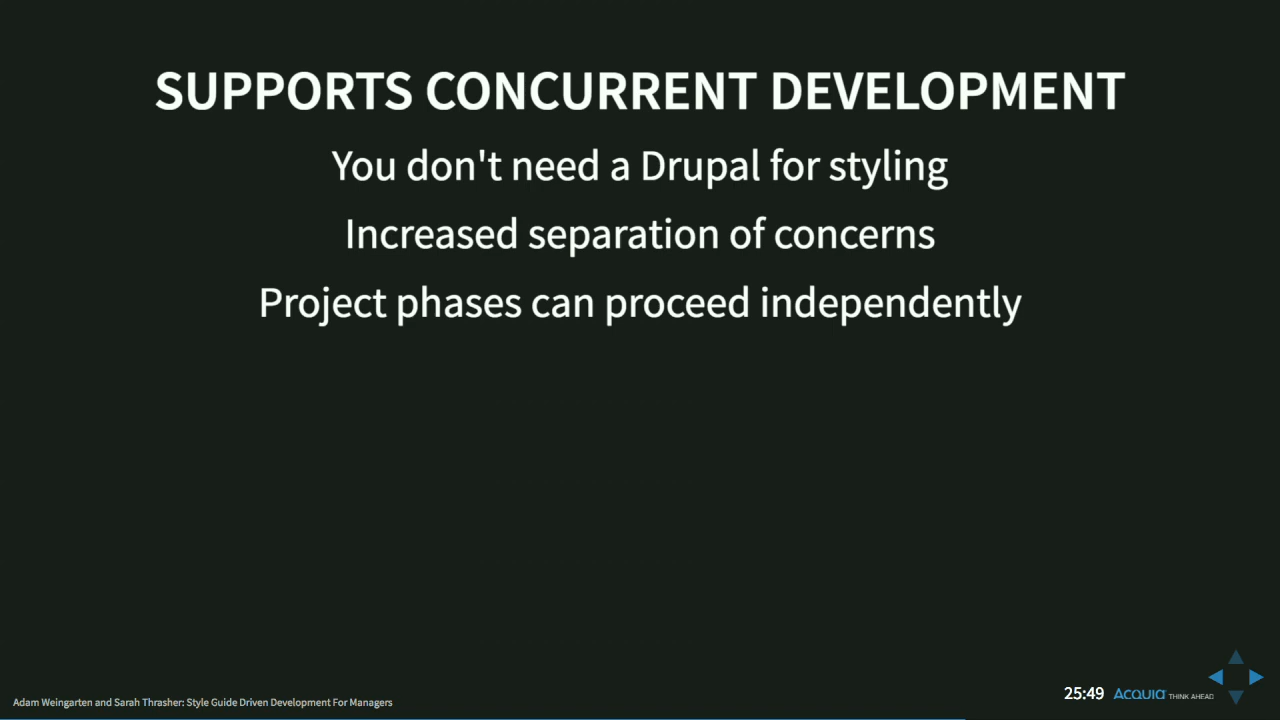 SUPPORTS CONCURRENT DEVELOPMENT
You don't need a Drupal for styling
Increased separation of concerns
Project phases can proceed independently
Adam Weingarten and Sarah Thrasher: Style Guide Driven Development For Managers
25:49 Acquia THINK AHEAD